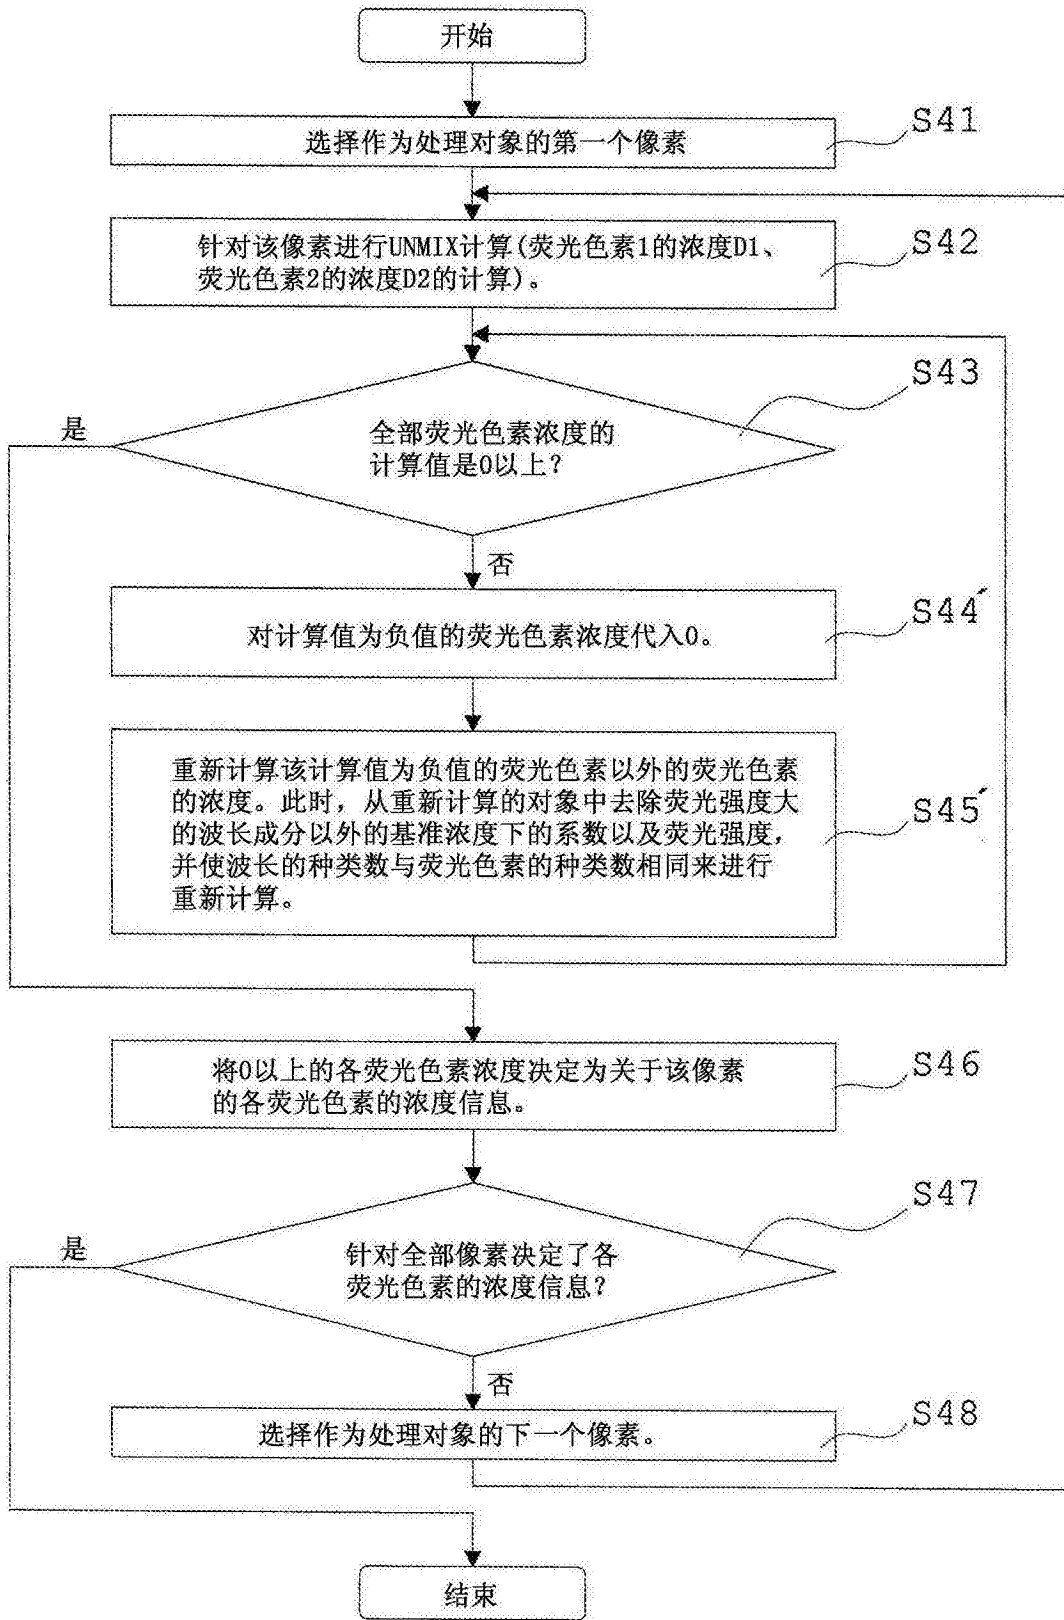 开始
选择作为处理对象的第一个像素
S41
针对该像素进行UNMIX计算(荧光色素1的浓度D1、
荧光色素2的浓度D2的计算)。
S42
S43
是
全部荧光色素浓度的
计算值是0以上?
否
对计算值为负值的荧光色素浓度代入0。
S44′
重新计算该计算值为负值的荧光色素以外的荧光色素
的浓度。此时，从重新计算的对象中去除荧光强度大
的波长成分以外的基准浓度下的系数以及荧光强度，
并使波长的种类数与荧光色素的种类数相同来进行
重新计算。
S45′
将0以上的各荧光色素浓度决定为关于该像素
的各荧光色素的浓度信息。
S46
S47
是
针对全部像素决定了各
荧光色素的浓度信息?
否
选择作为处理对象的下一个像素。
S48
结束